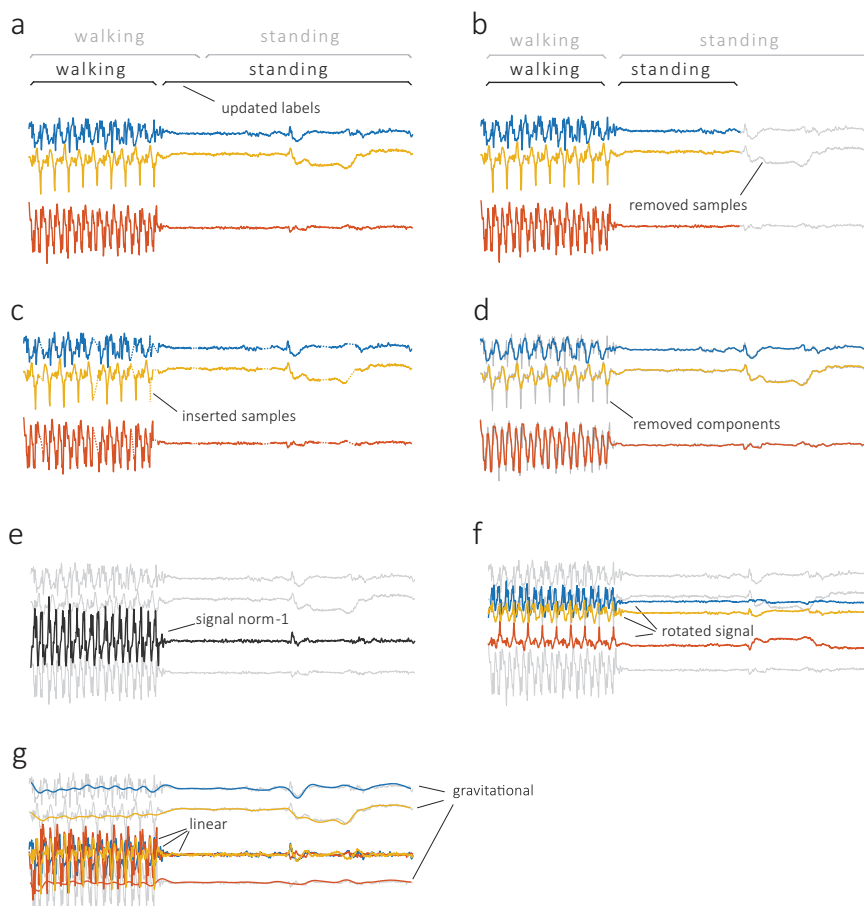 a
walking
standing
walking
standing
updated labels
b
walking
standing
walking
standing
removed samples
c
inserted samples
d
removed components
e
signal norm-1
f
rotated signal
g
gravitational
linear